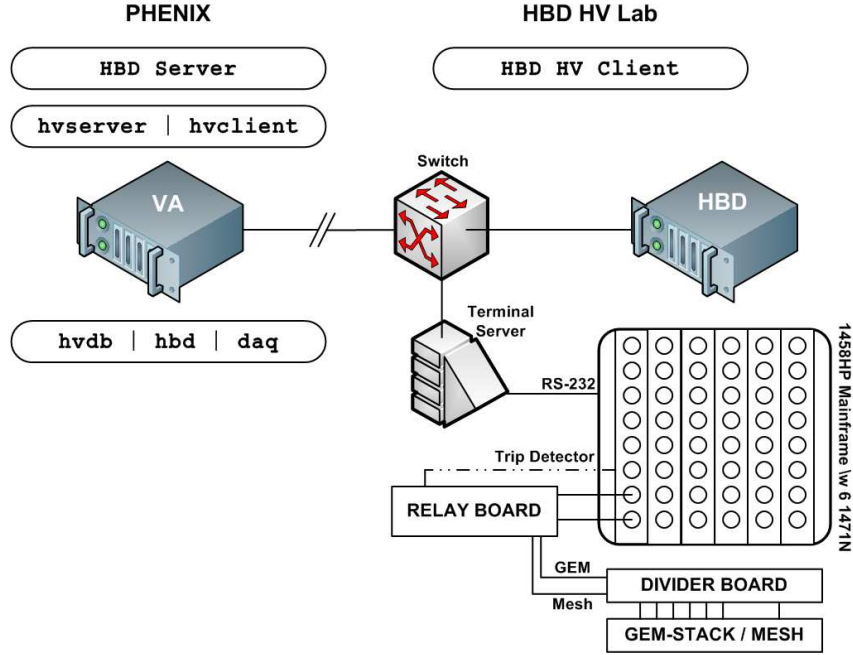 PHENIX
HBD HV Lab
HBD Server
HBD HV Client
hvserver | hvclient
Switch
VA
HBD
Terminal
Server
hvdb | hbd | daq
RS-232
1458HP Mainframe \w 6 1471N
Trip Detector
RELAY BOARD
GEM
Mesh
DIVIDER BOARD
GEM-STACK / MESH